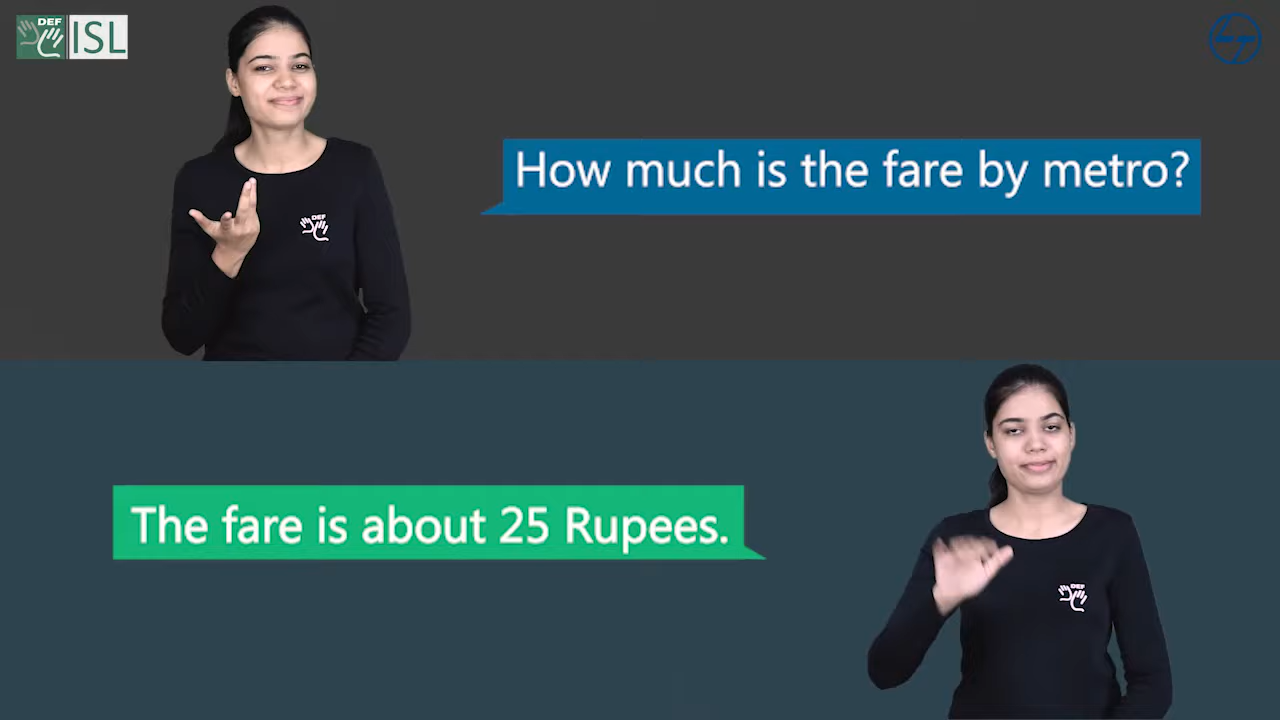 DEF
ISL
How much is the fare by metro?
DEF
The fare is about 25 Rupees.
DEF